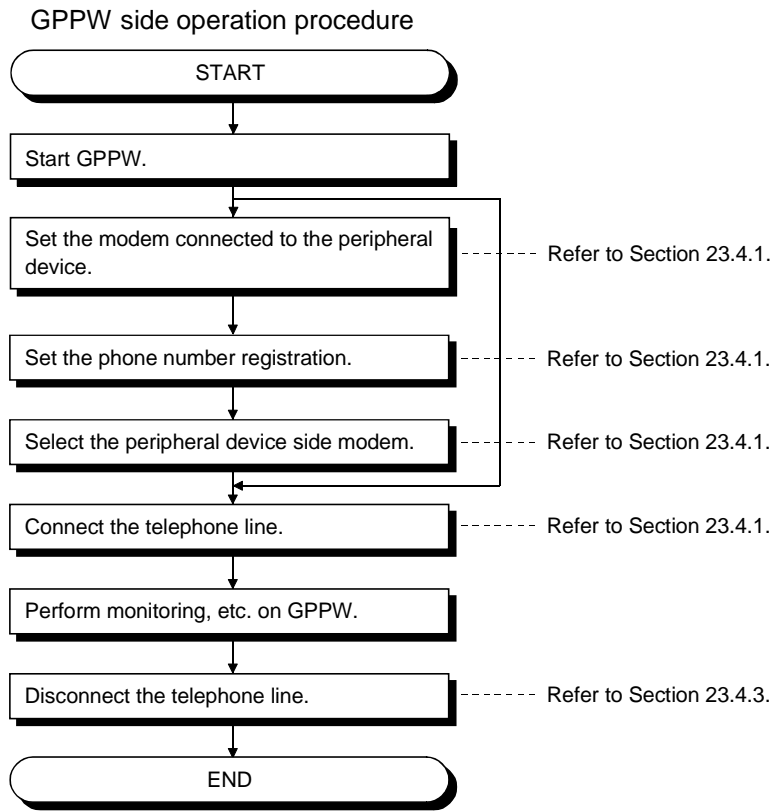 GPPW side operation procedure
START
Start GPPW.
Set the modem connected to the peripheral
device.
Refer to Section 23.4.1.
Set the phone number registration.
Refer to Section 23.4.1.
Select the peripheral device side modem.
Refer to Section 23.4.1.
Connect the telephone line.
Refer to Section 23.4.1.
Perform monitoring, etc. on GPPW.
Disconnect the telephone line.
Refer to Section 23.4.3.
END